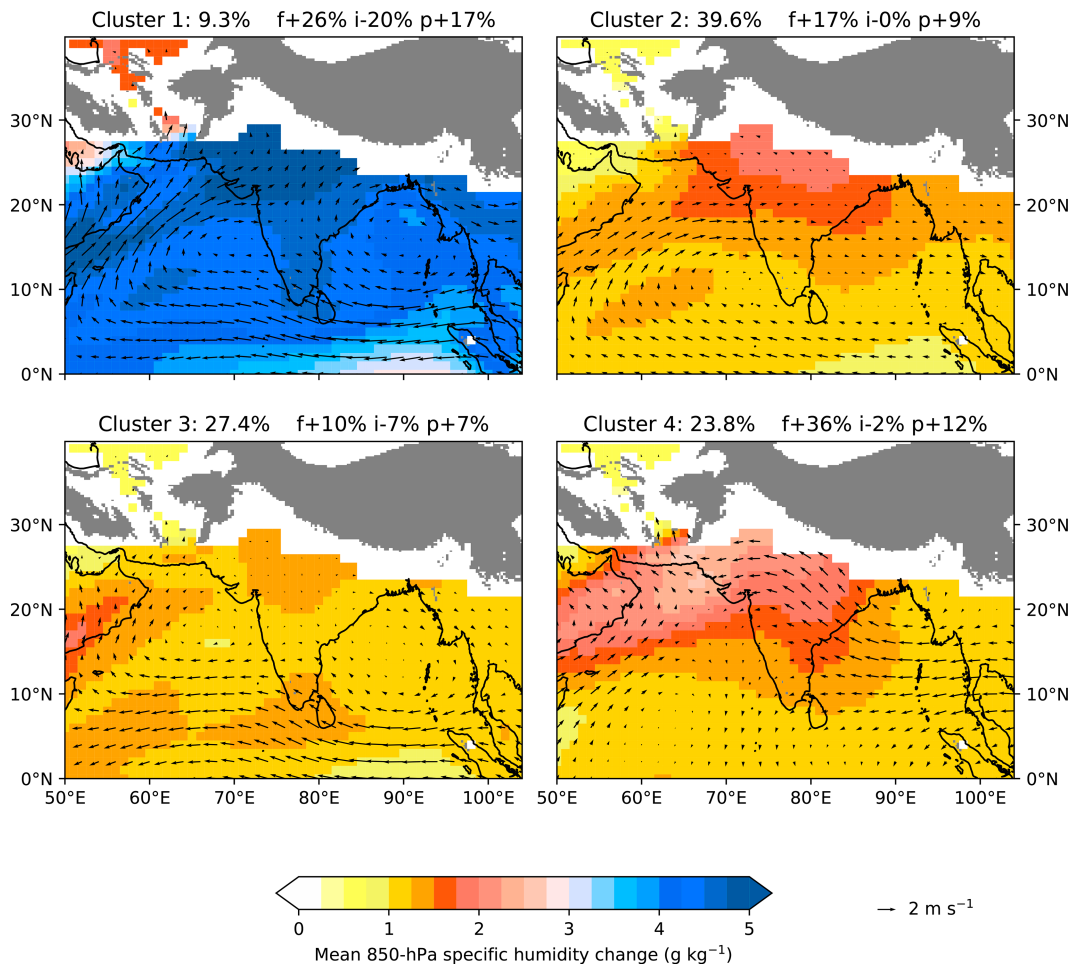 Cluster 1: 9.3% f+26% i-20% p+17%
Cluster 2: 39.6% f+17% i-0% p+9%
30°N
20°N
10°N
0°N
30°N
20°N
10°N
0°N
Cluster 3: 27.4% f+10% i-7% p+7%
Cluster 4: 23.8% f+36% i-2% p+12%
30°N
20°N
10°N
0°N
30°N
20°N
10°N
0°N
50°E 60°E 70°E 80°E 90°E 100°E
50°E 60°E 70°E 80°E 90°E 100°E
0 1 2 3 4 5
Mean 850-hPa specific humidity change (g kg⁻¹)
2 m s⁻¹